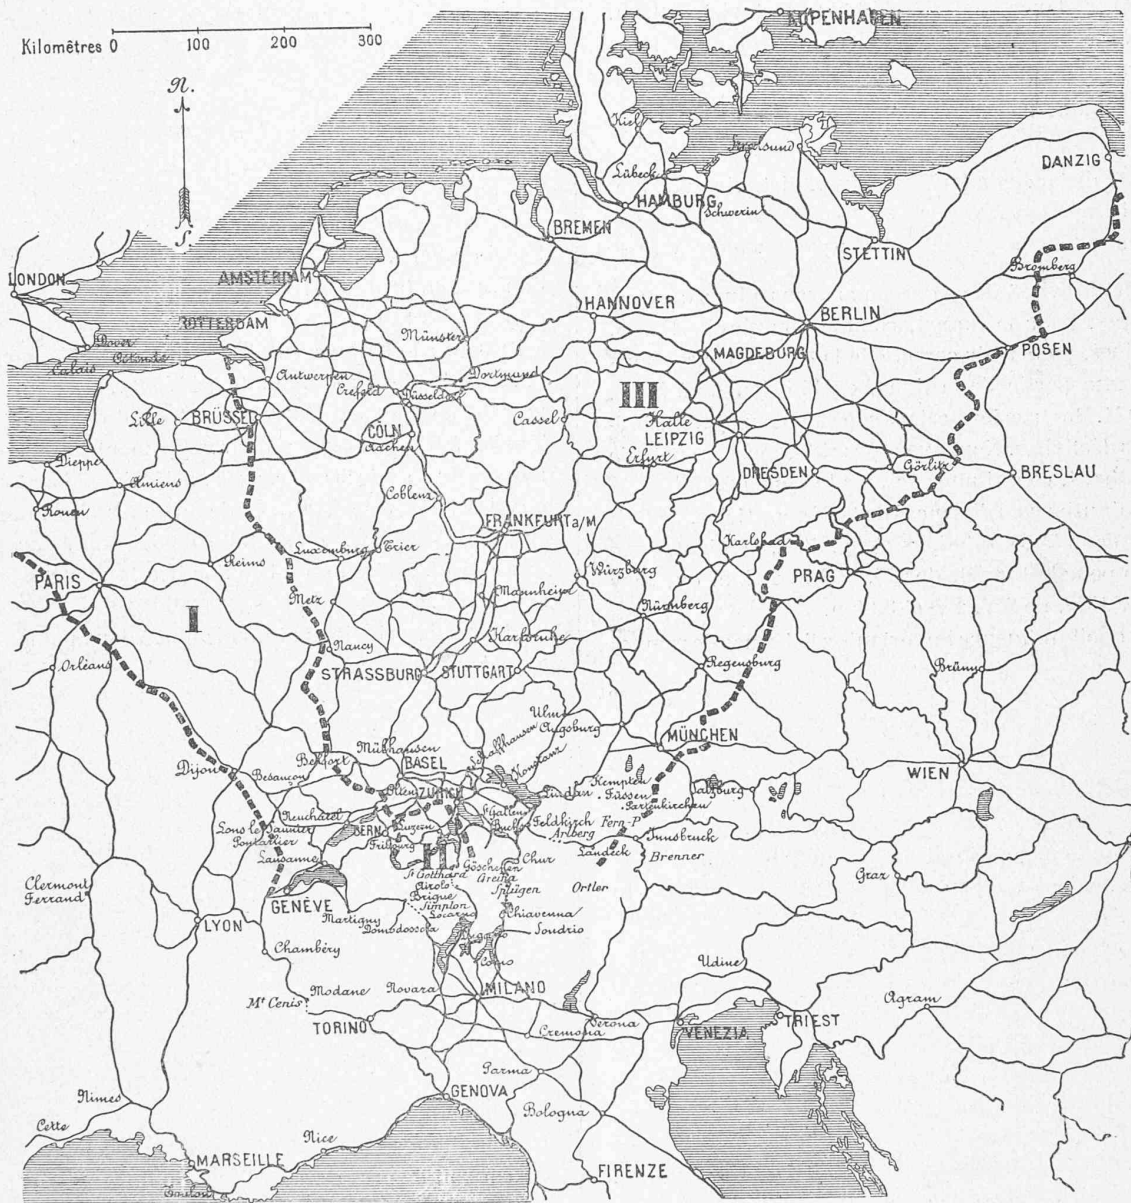 Kilomètres 0 100 200 300
N.
S.
KOPENHAGEN
Kiel
Stralsund
DANZIG
Lübeck
HAMBURG
Schwerin
BREMEN
STETTIN
Bromberg
LONDON
AMSTERDAM
HANNOVER
BERLIN
ROTTERDAM
Dover
Ostende
Calais
Münster
MAGDEBURG
POSEN
Antwerpen
Crefeld
Dortmund
Düsseldorf
III
Lille
BRÜSSEL
CÖLN
Aachen
Cassel
Halle
LEIPZIG
Erfurt
Dieppe
DRESDEN
Görlitz
BRESLAU
Amiens
Rouen
Coblenz
FRANKFURT a/M
Karlsbad
Luxemburg
Trier
Reims
PARIS
Würzburg
PRAG
Metz
Mannheim
Nürnberg
I
Nancy
Karlsruhe
Orléans
STRASSBURG
STUTTGART
Regensburg
Brünn
Ulm
Augsburg
MÜNCHEN
Schaffhausen
Konstanz
Mülhausen
Belfort
BASEL
Dijon
Besançon
WIEN
Olten
ZÜRICH
Lindau
Kempten
Füssen
Salzburg
Partenkirchen
Neuchâtel
St Gallen
Buchs
Feldkirch
Fern-P
Arlberg
Innsbruck
Lons le Saunier
Pontarlier
BERN
Luzern
Fribourg
II
Lausanne
Chur
Landeck
Brenner
St Gotthard
Göschenen
Greina
Airolo
Splügen
Ortler
Graz
Clermont
Ferrand
GENÈVE
Brigue
Simplon
Locarno
Chiavenna
LYON
Martigny
Domodossola
Sondrio
Lugano
Chambéry
Como
Udine
Modane
Novara
MILANO
Agram
Mt Cenis
TORINO
Verona
Cremona
VENEZIA
TRIEST
Parma
Nimes
GENOVA
Bologna
Cette
Nice
MARSEILLE
FIRENZE
Toulon